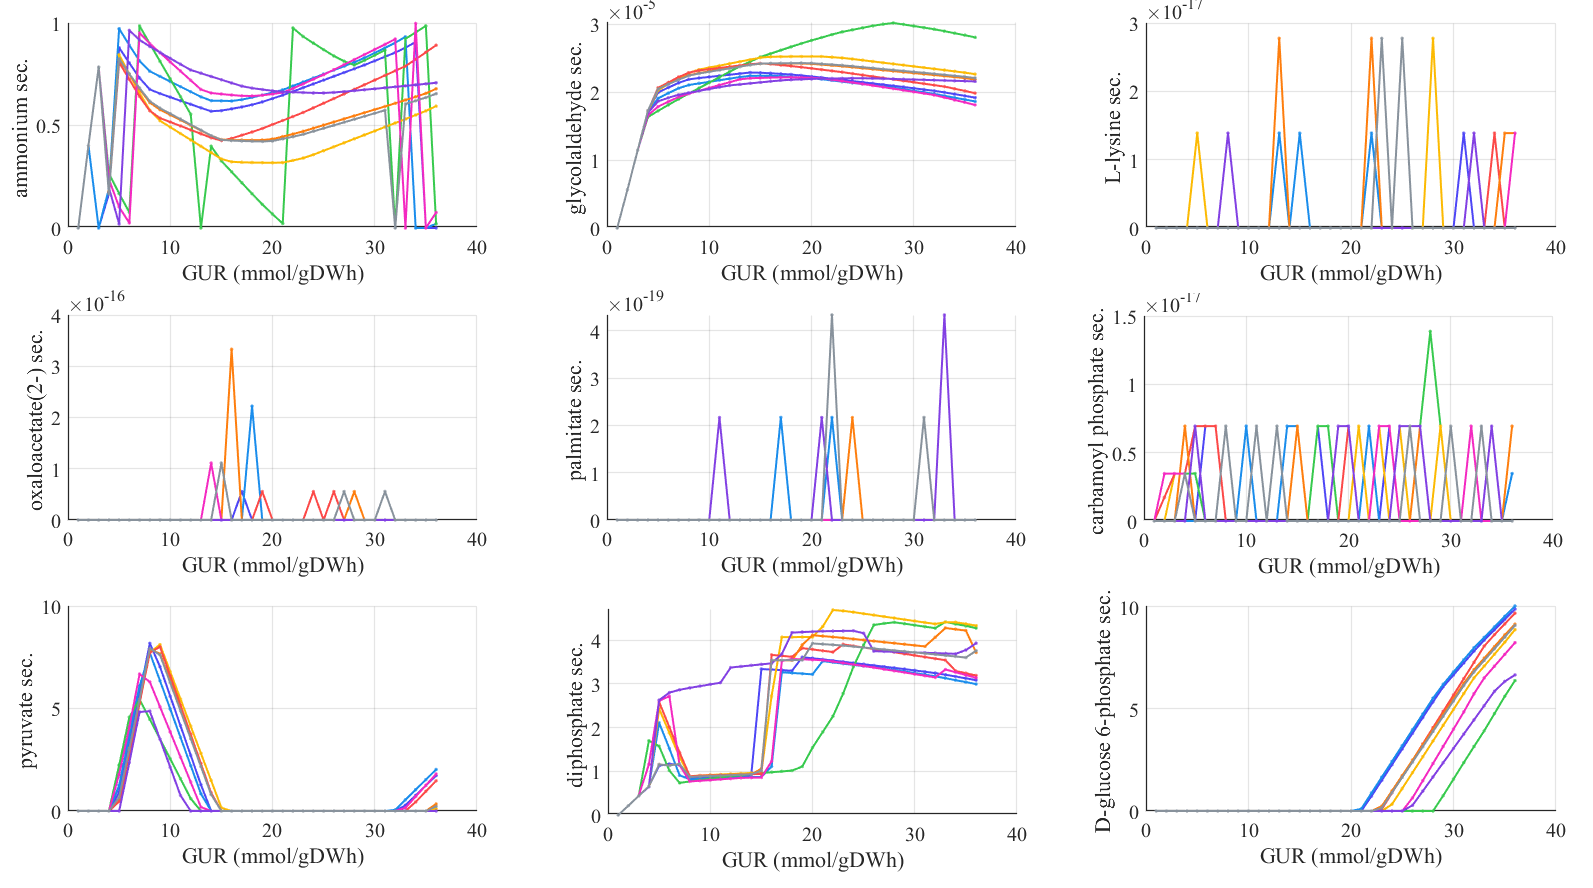 ammonium sec.
1
0.5
0
0 10 20 30 40
GUR (mmol/gDWh)
×10-5
glycolaldehyde sec.
3
2
1
0
0 10 20 30 40
GUR (mmol/gDWh)
×10-17
L-lysine sec.
3
2
1
0
0 10 20 30 40
GUR (mmol/gDWh)
×10-16
oxaloacetate(2-) sec.
4
3
2
1
0
0 10 20 30 40
GUR (mmol/gDWh)
×10-19
palmitate sec.
4
3
2
1
0
0 10 20 30 40
GUR (mmol/gDWh)
×10-17
carbamoyl phosphate sec.
1.5
1
0.5
0
0 10 20 30 40
GUR (mmol/gDWh)
pyruvate sec.
10
5
0
0 10 20 30 40
GUR (mmol/gDWh)
diphosphate sec.
4
3
2
1
0
0 10 20 30 40
GUR (mmol/gDWh)
D-glucose 6-phosphate sec.
10
5
0
0 10 20 30 40
GUR (mmol/gDWh)